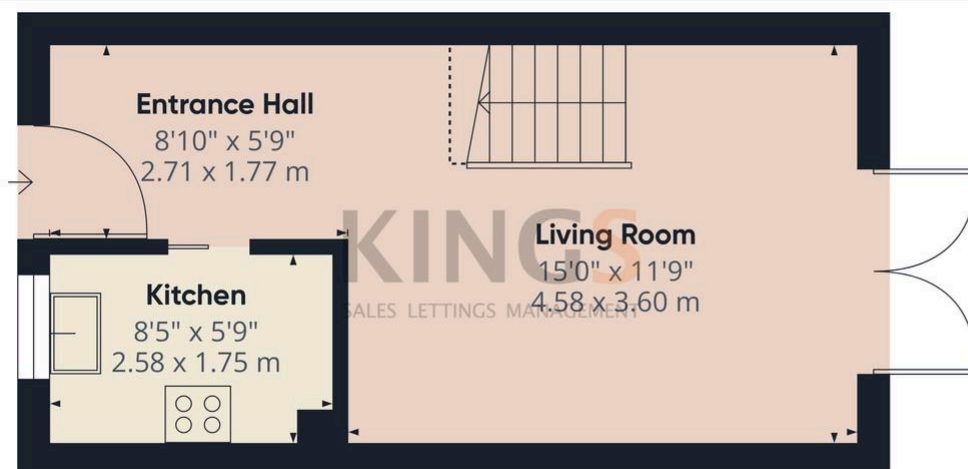 Entrance Hall
8'10" x 5'9"
2.71 x 1.77 m
KINGS
SALES LETTINGS MANAGEMENT
Living Room
15'0" x 11'9"
4.58 x 3.60 m
Kitchen
8'5" x 5'9"
2.58 x 1.75 m